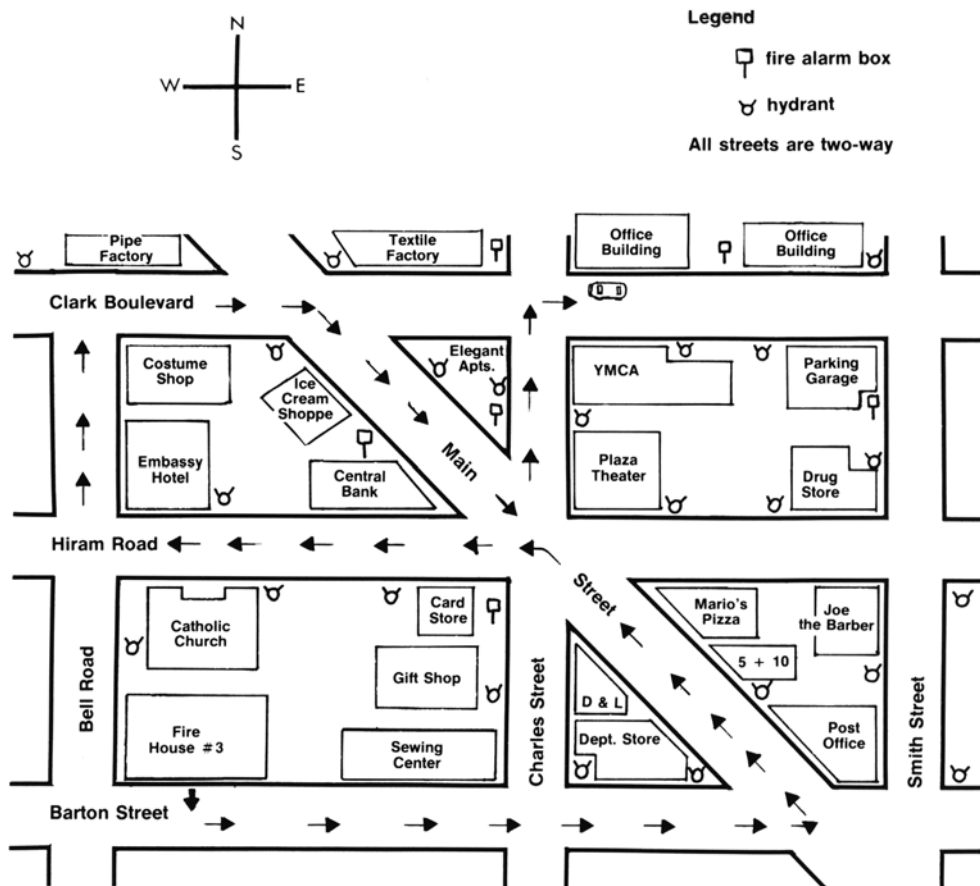 N
W
E
S
Legend
fire alarm box
hydrant
All streets are two-way
Pipe
Factory
Textile
Factory
Office
Building
Office
Building
Clark Boulevard
Costume
Shop
Ice
Cream
Shoppe
Elegant
Apts.
YMCA
Parking
Garage
Embassy
Hotel
Central
Bank
Main
Plaza
Theater
Drug
Store
Hiram Road
Street
Catholic
Church
Card
Store
Mario's
Pizza
Joe
the Barber
Bell Road
Gift Shop
Charles Street
D & L
Dept. Store
5 + 10
Post
Office
Smith Street
Fire
House #3
Sewing
Center
Barton Street